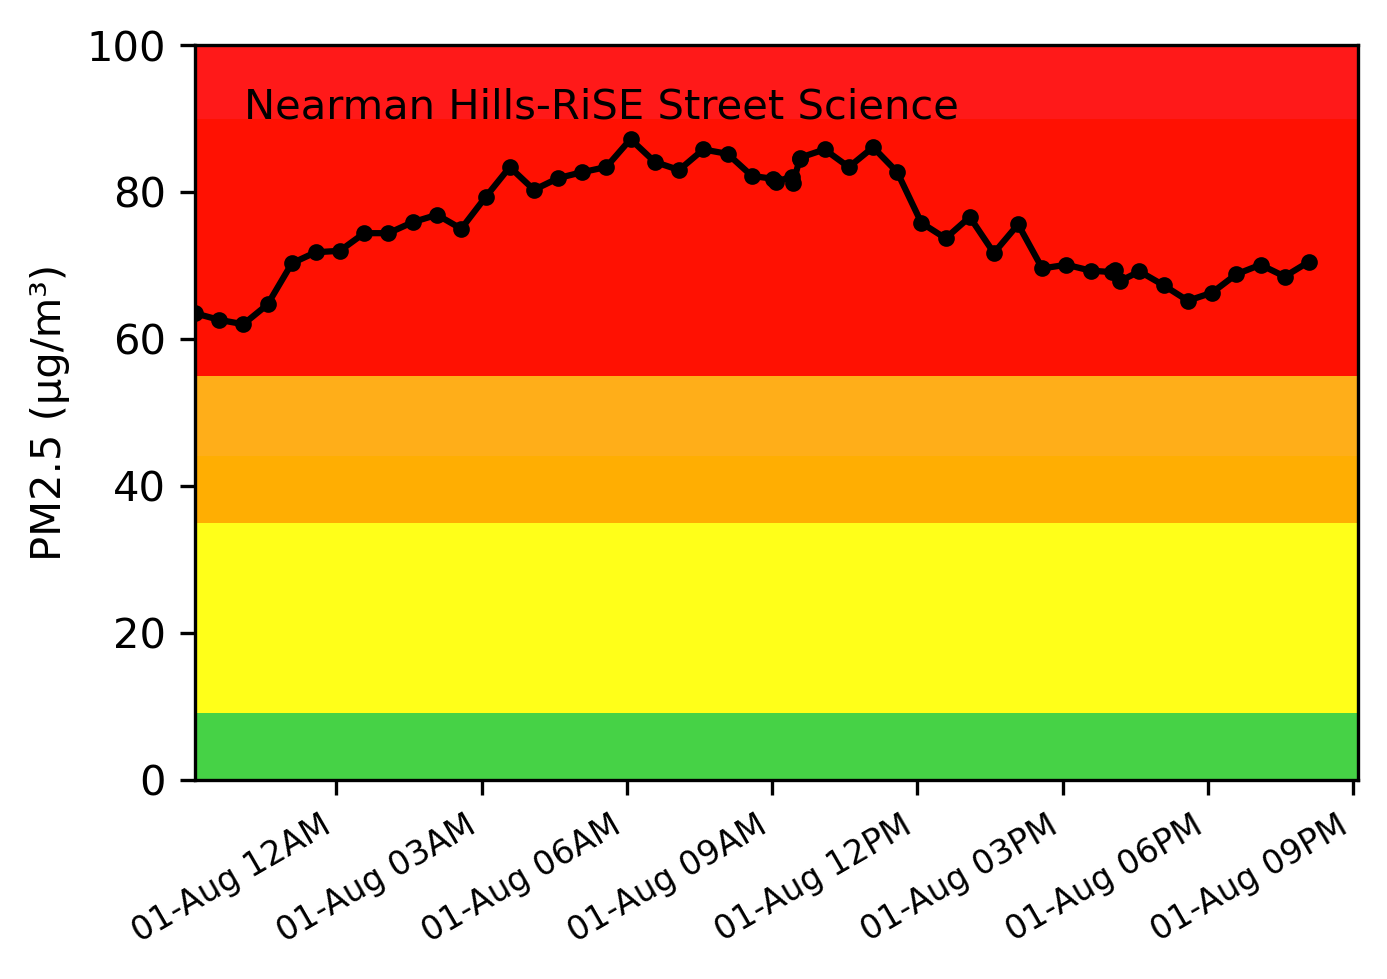 Nearman Hills-RiSE Street Science
PM2.5 (µg/m³)
100
80
60
40
20
0
01-Aug 12AM
01-Aug 03AM
01-Aug 06AM
01-Aug 09AM
01-Aug 12PM
01-Aug 03PM
01-Aug 06PM
01-Aug 09PM